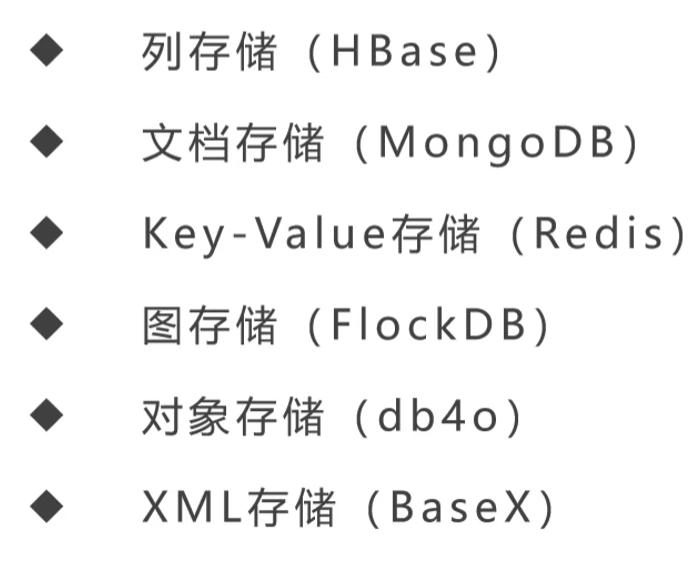 ◆ 列存储（HBase）
◆ 文档存储（MongoDB）
◆ Key-Value存储（Redis）
◆ 图存储（FlockDB）
◆ 对象存储（db4o）
◆ XML存储（BaseX）